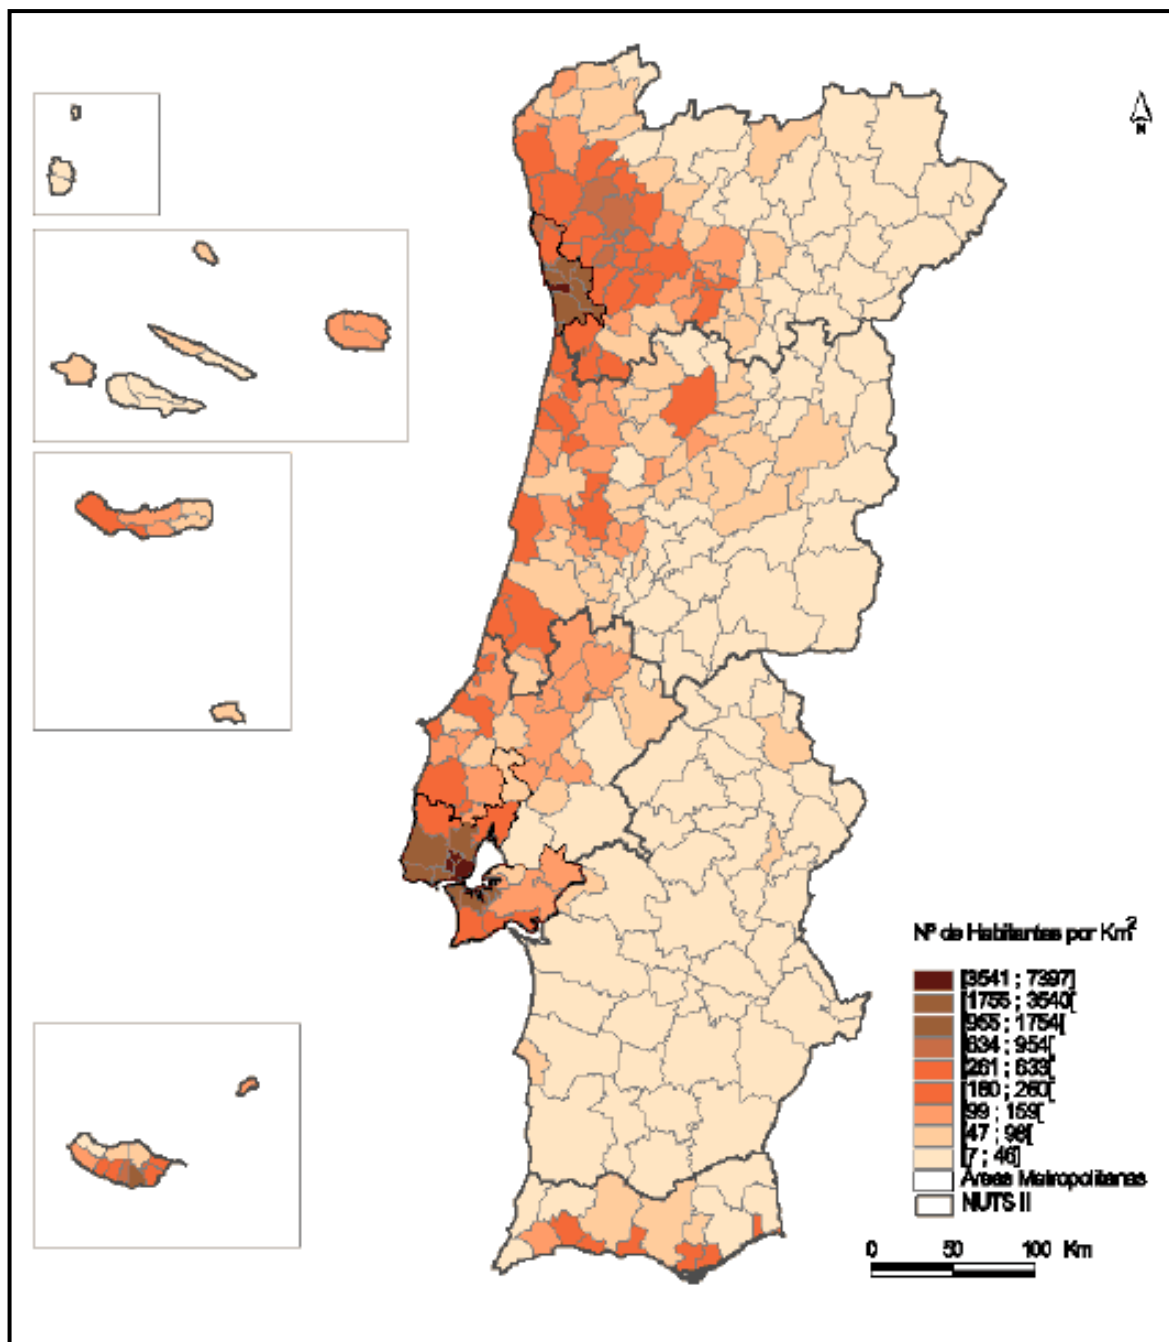 N
Nº de Habitantes por Km²
[3541 ; 7397]
[1755 ; 3540[
[955 ; 1754[
[634 ; 954[
[261 ; 633[
[160 ; 260[
[99 ; 159[
[47 ; 98[
[7 ; 46]
Áreas Metropolitanas
NUTS II
0 50 100 Km